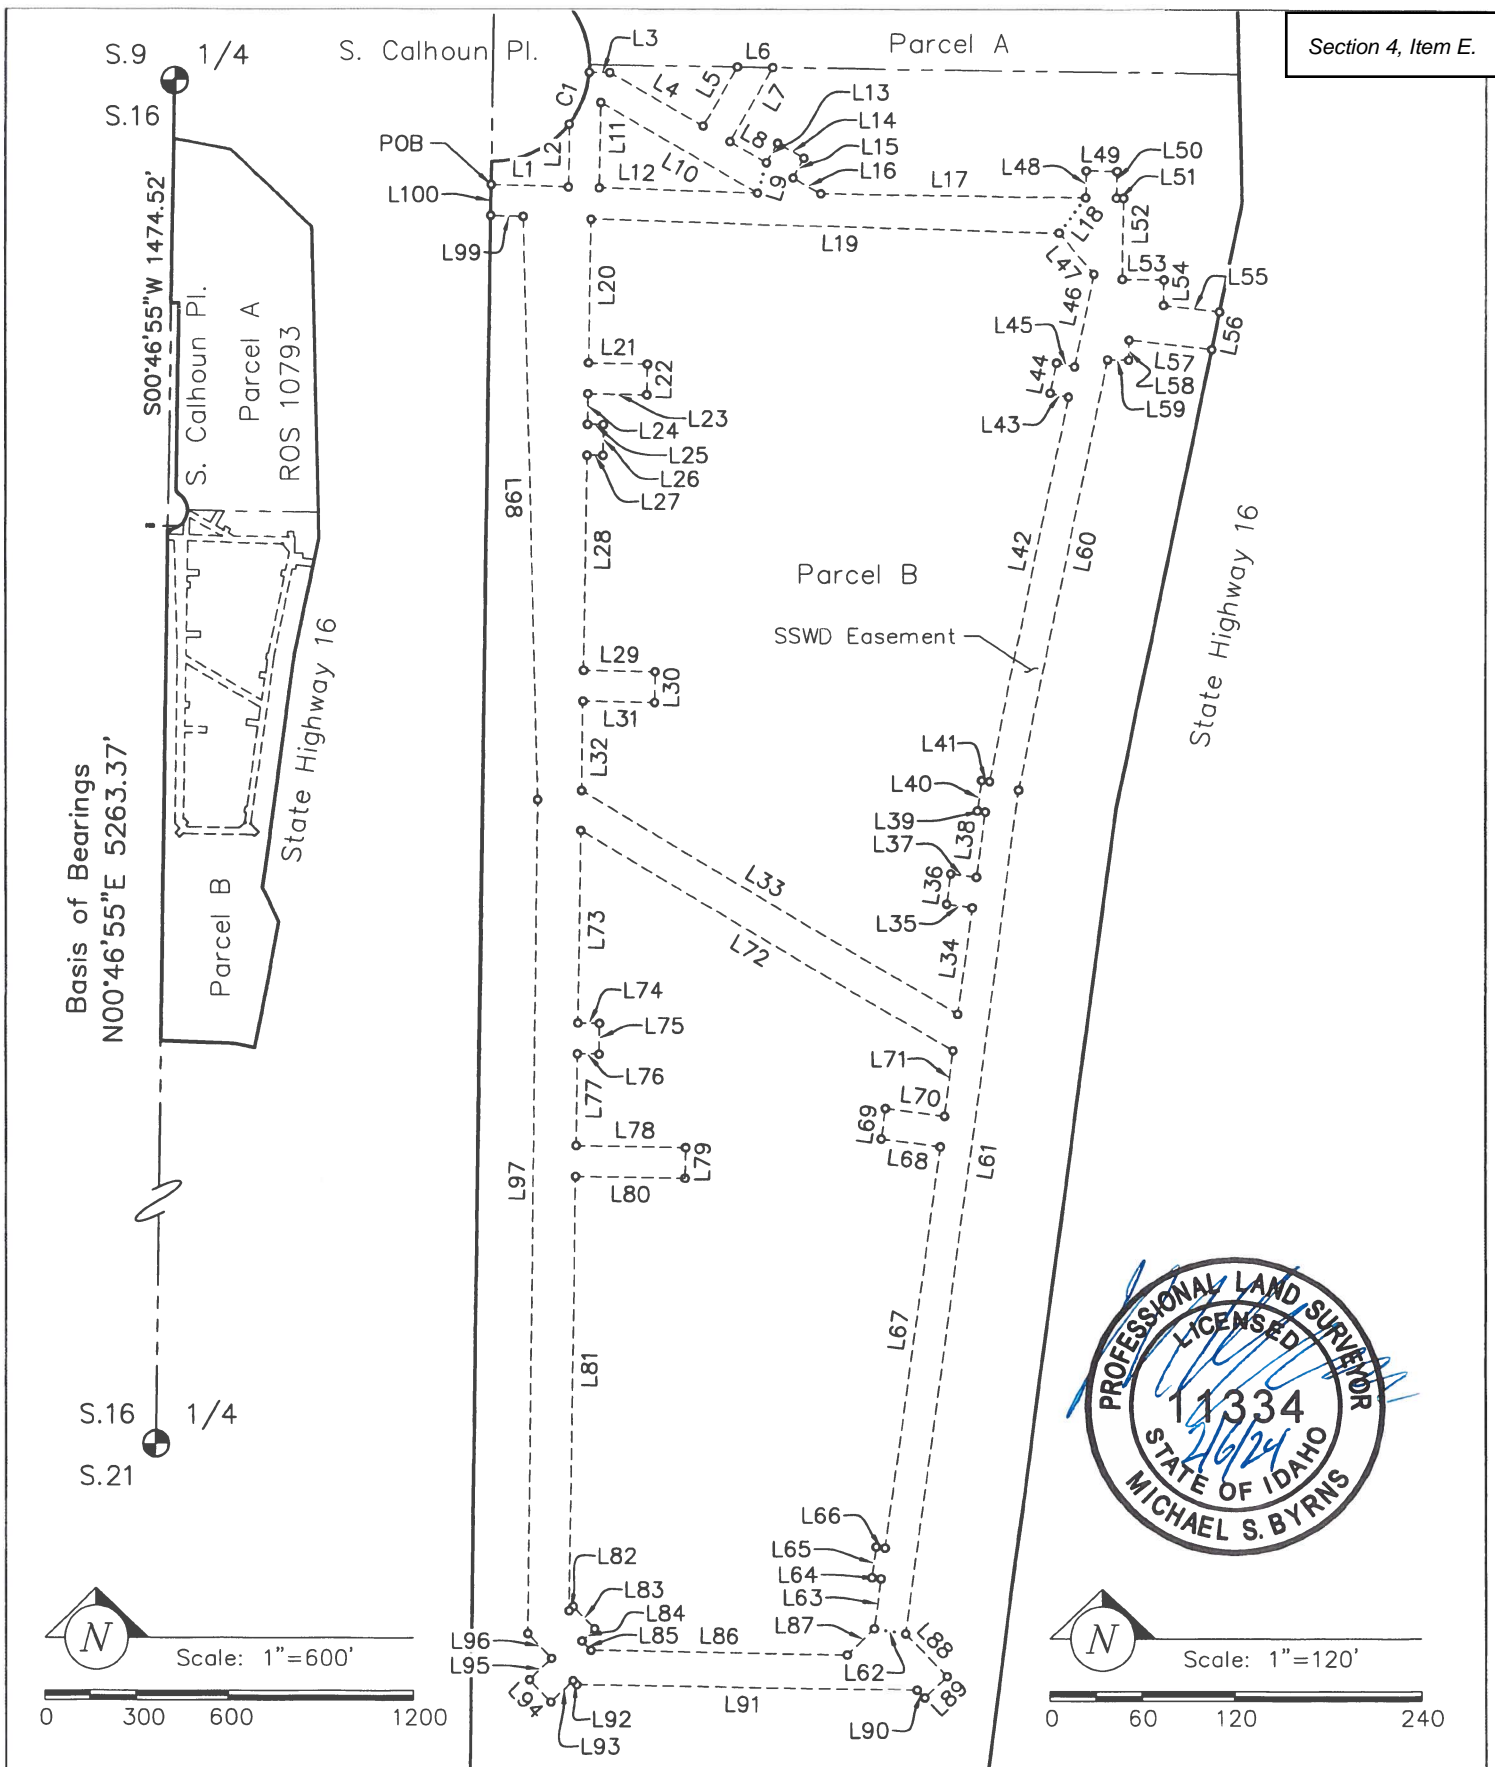 Section 4, Item E.
S.9 1/4
S.16
S00°46'55"W 1474.52'
S. Calhoun Pl.
Parcel A
ROS 10793
State Highway 16
Basis of Bearings
N00°46'55"E 5263.37'
Parcel B
S.16 1/4
S.21
N
Scale: 1"=600'
0 300 600 1200
S. Calhoun Pl.
Parcel A
L3
L6
L4
L5
L7
C1
L13
L14
L8
L15
L11
L2
POB
L1
L10
L9
L16
L12
L100
L99
L17
L48
L49
L50
L51
L52
L18
L19
L47
L53
L54
L55
L20
L46
L56
L45
L21
L22
L44
L57
L58
L59
L23
L43
L24
L25
L26
L27
L98
L28
L42
L60
Parcel B
State Highway 16
SSWD Easement
L29
L30
L31
L32
L41
L40
L39
L38
L37
L36
L33
L35
L34
L73
L72
L74
L75
L76
L77
L71
L70
L69
L68
L78
L79
L80
L97
L61
L67
L81
PROFESSIONAL LAND SURVEYOR
LICENSED
11334
2/6/24
STATE OF IDAHO
MICHAEL S. BYRNS
L66
L65
L64
L63
L82
L83
L84
L85
L86
L87
L62
L88
L96
L95
L94
L89
L91
L92
L93
L90
N
Scale: 1"=120'
0 60 120 240